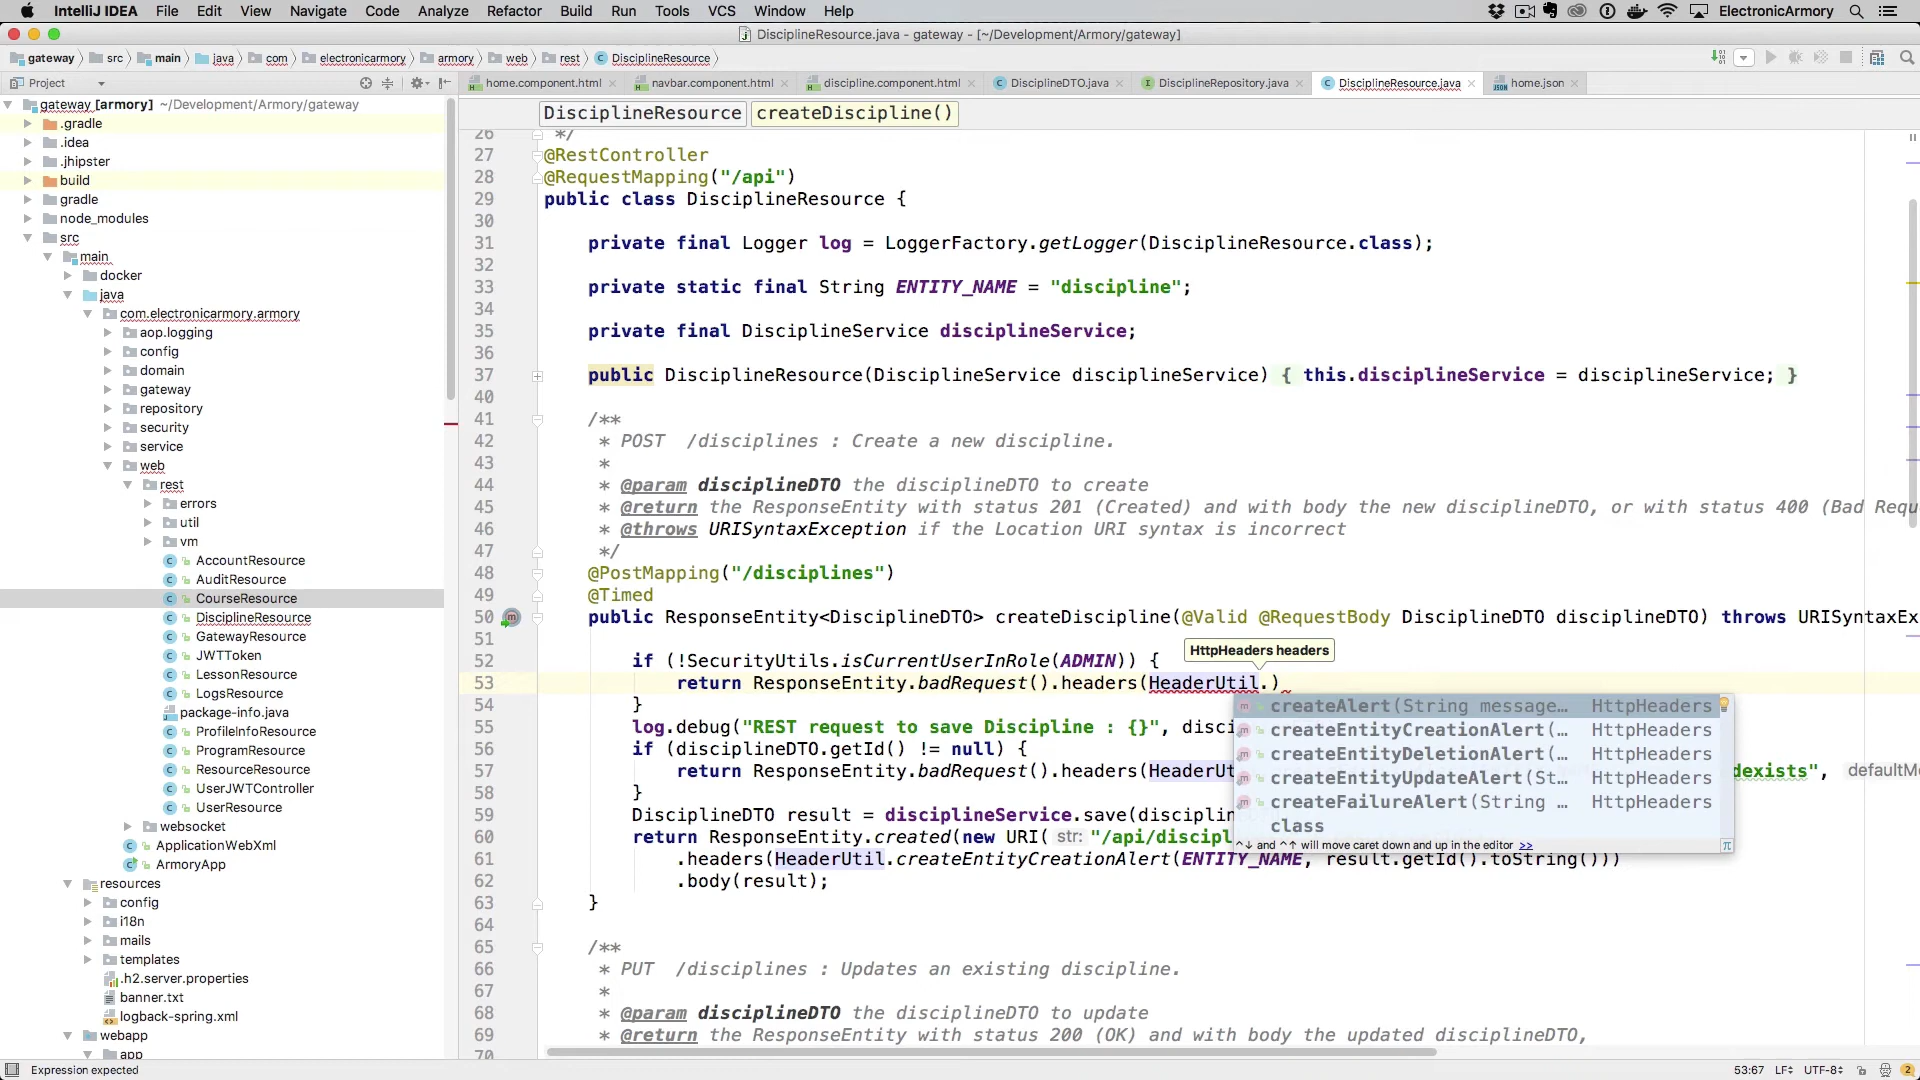 IntelliJ IDEA File Edit View Navigate Code Analyze Refactor Build Run Tools VCS Window Help ElectronicArmory
DisciplineResource.java - gateway - [~/Development/Armory/gateway]
gateway src main java com electronicarmory armory web rest DisciplineResource
Project
home.component.html navbar.component.html discipline.component.html DisciplineDTO.java DisciplineRepository.java DisciplineResource.java home.json
DisciplineResource createDiscipline()
gateway [armory] ~/Development/Armory/gateway
.gradle
.idea
.jhipster
build
gradle
node_modules
src
main
docker
java
com.electronicarmory.armory
aop.logging
config
domain
gateway
repository
security
service
web
rest
errors
util
vm
AccountResource
AuditResource
CourseResource
DisciplineResource
GatewayResource
JWTToken
LessonResource
LogsResource
package-info.java
ProfileInfoResource
ProgramResource
ResourceResource
UserJWTController
UserResource
websocket
ApplicationWebXml
ArmoryApp
resources
config
i18n
mails
templates
.h2.server.properties
banner.txt
logback-spring.xml
webapp
app
26 */
27 @RestController
28 @RequestMapping("/api")
29 public class DisciplineResource {
30
31 private final Logger log = LoggerFactory.getLogger(DisciplineResource.class);
32
33 private static final String ENTITY_NAME = "discipline";
34
35 private final DisciplineService disciplineService;
36
37 public DisciplineResource(DisciplineService disciplineService) { this.disciplineService = disciplineService; }
40
41 /**
42 * POST /disciplines : Create a new discipline.
43 *
44 * @param disciplineDTO the disciplineDTO to create
45 * @return the ResponseEntity with status 201 (Created) and with body the new disciplineDTO, or with status 400 (Bad Requ
46 * @throws URISyntaxException if the Location URI syntax is incorrect
47 */
48 @PostMapping("/disciplines")
49 @Timed
50 public ResponseEntity<DisciplineDTO> createDiscipline(@Valid @RequestBody DisciplineDTO disciplineDTO) throws URISyntaxEx
51
HttpHeaders headers
52 if (!SecurityUtils.isCurrentUserInRole(ADMIN)) {
53 return ResponseEntity.badRequest().headers(HeaderUtil.)
54 }
55 log.debug("REST request to save Discipline : {}", disci
56 if (disciplineDTO.getId() != null) {
57 return ResponseEntity.badRequest().headers(HeaderUt dexists", defaultMe
58 }
59 DisciplineDTO result = disciplineService.save(disciplin
60 return ResponseEntity.created(new URI( str: "/api/discipl
61 .headers(HeaderUtil.createEntityCreationAlert(ENTITY_NAME, result.getId().toString()))
62 .body(result);
63 }
64
65 /**
66 * PUT /disciplines : Updates an existing discipline.
67 *
68 * @param disciplineDTO the disciplineDTO to update
69 * @return the ResponseEntity with status 200 (OK) and with body the updated disciplineDTO,
70
createAlert(String message… HttpHeaders
createEntityCreationAlert(… HttpHeaders
createEntityDeletionAlert(… HttpHeaders
createEntityUpdateAlert(St… HttpHeaders
createFailureAlert(String … HttpHeaders
class
^↓ and ^↑ will move caret down and up in the editor >>
π
Expression expected 53:67 LF UTF-8 2